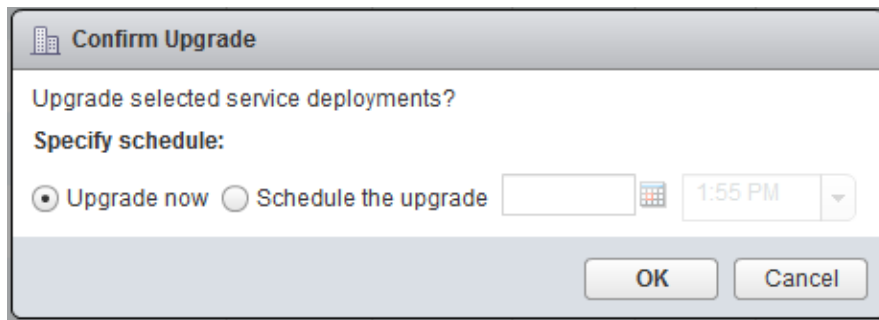 Confirm Upgrade
Upgrade selected service deployments?
Specify schedule:
Upgrade now Schedule the upgrade 1:55 PM
OK Cancel